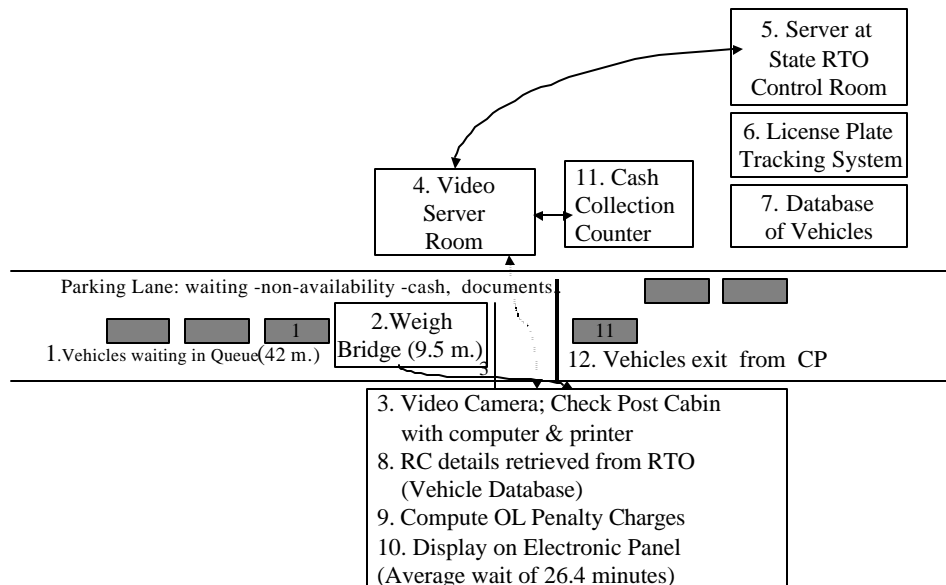 5. Server at
State RTO
Control Room
6. License Plate
Tracking System
7. Database
of Vehicles
4. Video
Server
Room
11. Cash
Collection
Counter
Parking Lane: waiting -non-availability -cash, documents..
1
2.Weigh
Bridge (9.5 m.)
3
11
1.Vehicles waiting in Queue(42 m.)
12. Vehicles exit from CP
3. Video Camera; Check Post Cabin
with computer & printer
8. RC details retrieved from RTO
(Vehicle Database)
9. Compute OL Penalty Charges
10. Display on Electronic Panel
(Average wait of 26.4 minutes)